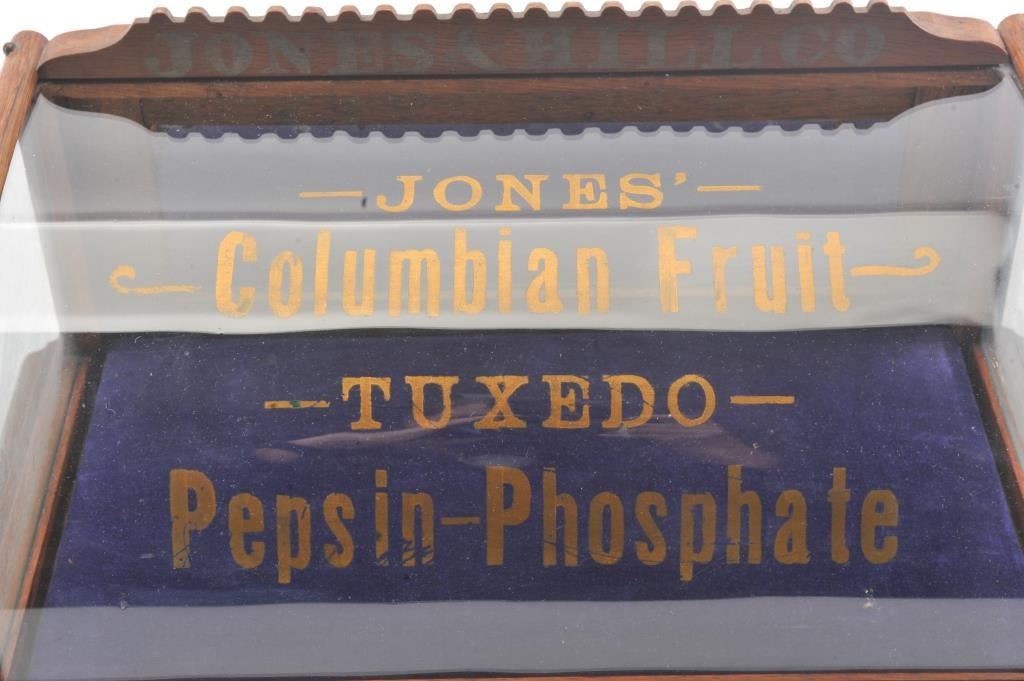 JONES & HILL CO
JONES'
Columbian Fruit
TUXEDO
Pepsin-Phosphate